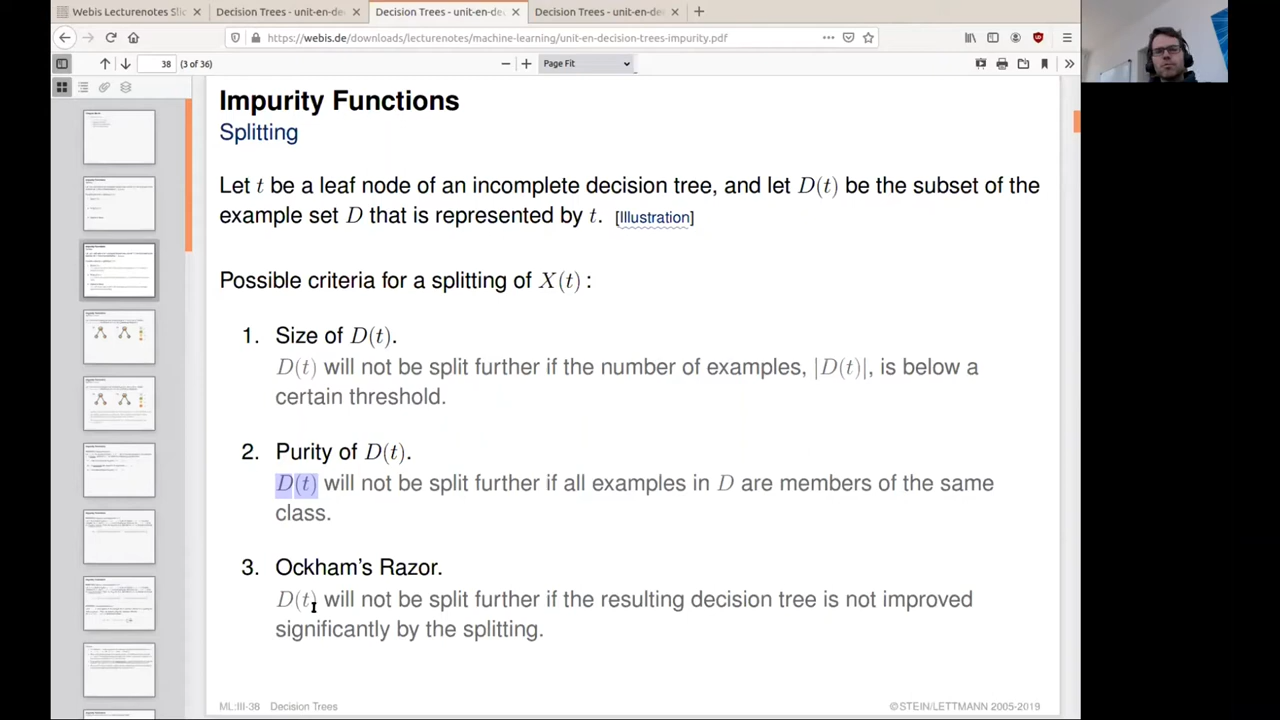 Webis Lecturenotes Slic
Decision Trees - unit-en-de
Decision Trees - unit-en-de
Decision Trees - unit-en-de
https://webis.de/downloads/lecturenotes/machine-learning/unit-en-decision-trees-impurity.pdf
38 (3 of 36)
Page Fit
Impurity Functions
Splitting
Let t be a leaf node of an incomplete decision tree, and let D(t) be the subset of the
example set D that is represented by t. [Illustration]
Possible criteria for a splitting of X(t) :
1. Size of D(t).
D(t) will not be split further if the number of examples, |D(t)|, is below a
certain threshold.
2. Purity of D(t).
D(t) will not be split further if all examples in D are members of the same
class.
3. Ockham's Razor.
D(t) will not be split further if the resulting decision tree is not improved
significantly by the splitting.
ML:III-38 Decision Trees
©STEIN/LETTMANN 2005-2019